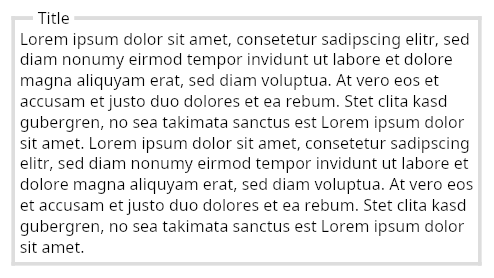 Title
Lorem ipsum dolor sit amet, consetetur sadipscing elitr, sed
diam nonumy eirmod tempor invidunt ut labore et dolore
magna aliquyam erat, sed diam voluptua. At vero eos et
accusam et justo duo dolores et ea rebum. Stet clita kasd
gubergren, no sea takimata sanctus est Lorem ipsum dolor
sit amet. Lorem ipsum dolor sit amet, consetetur sadipscing
elitr, sed diam nonumy eirmod tempor invidunt ut labore et
dolore magna aliquyam erat, sed diam voluptua. At vero eos
et accusam et justo duo dolores et ea rebum. Stet clita kasd
gubergren, no sea takimata sanctus est Lorem ipsum dolor
sit amet.